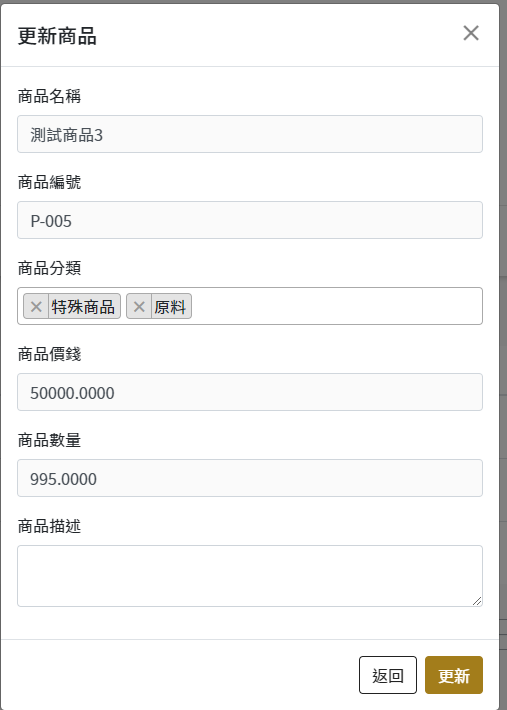 更新商品
商品名稱
測試商品3
商品編號
P-005
商品分類
× 特殊商品 × 原料
商品價錢
50000.0000
商品數量
995.0000
商品描述
返回 更新